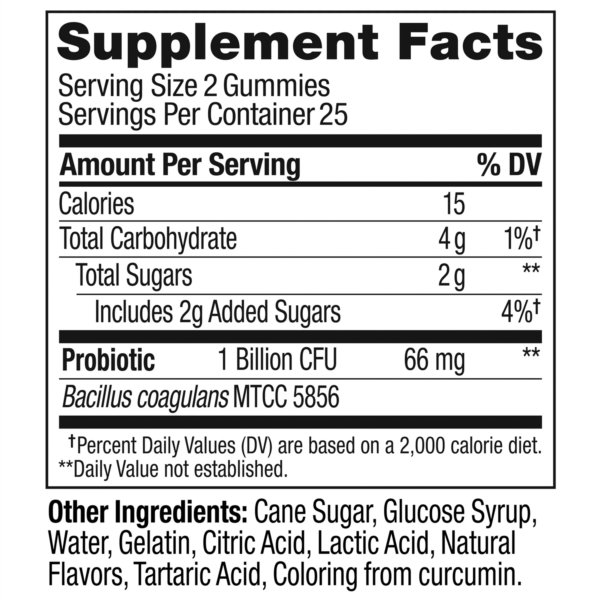 Supplement Facts
Serving Size 2 Gummies
Servings Per Container 25
Amount Per Serving % DV
Calories 15
Total Carbohydrate 4 g 1%†
Total Sugars 2 g **
Includes 2g Added Sugars 4%†
Probiotic 1 Billion CFU 66 mg **
Bacillus coagulans MTCC 5856
†Percent Daily Values (DV) are based on a 2,000 calorie diet.
**Daily Value not established.
Other Ingredients: Cane Sugar, Glucose Syrup,
Water, Gelatin, Citric Acid, Lactic Acid, Natural
Flavors, Tartaric Acid, Coloring from curcumin.